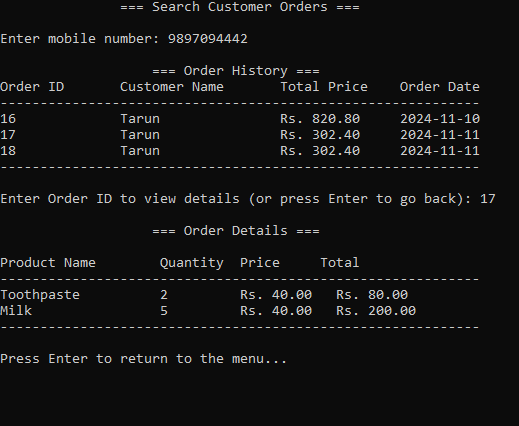 === Search Customer Orders ===
Enter mobile number: 9897094442
=== Order History ===
Order ID Customer Name Total Price Order Date
------------------------------------------------------------
16 Tarun Rs. 820.80 2024-11-10
17 Tarun Rs. 302.40 2024-11-11
18 Tarun Rs. 302.40 2024-11-11
------------------------------------------------------------
Enter Order ID to view details (or press Enter to go back): 17
=== Order Details ===
Product Name Quantity Price Total
------------------------------------------------------------
Toothpaste 2 Rs. 40.00 Rs. 80.00
Milk 5 Rs. 40.00 Rs. 200.00
------------------------------------------------------------
Press Enter to return to the menu...